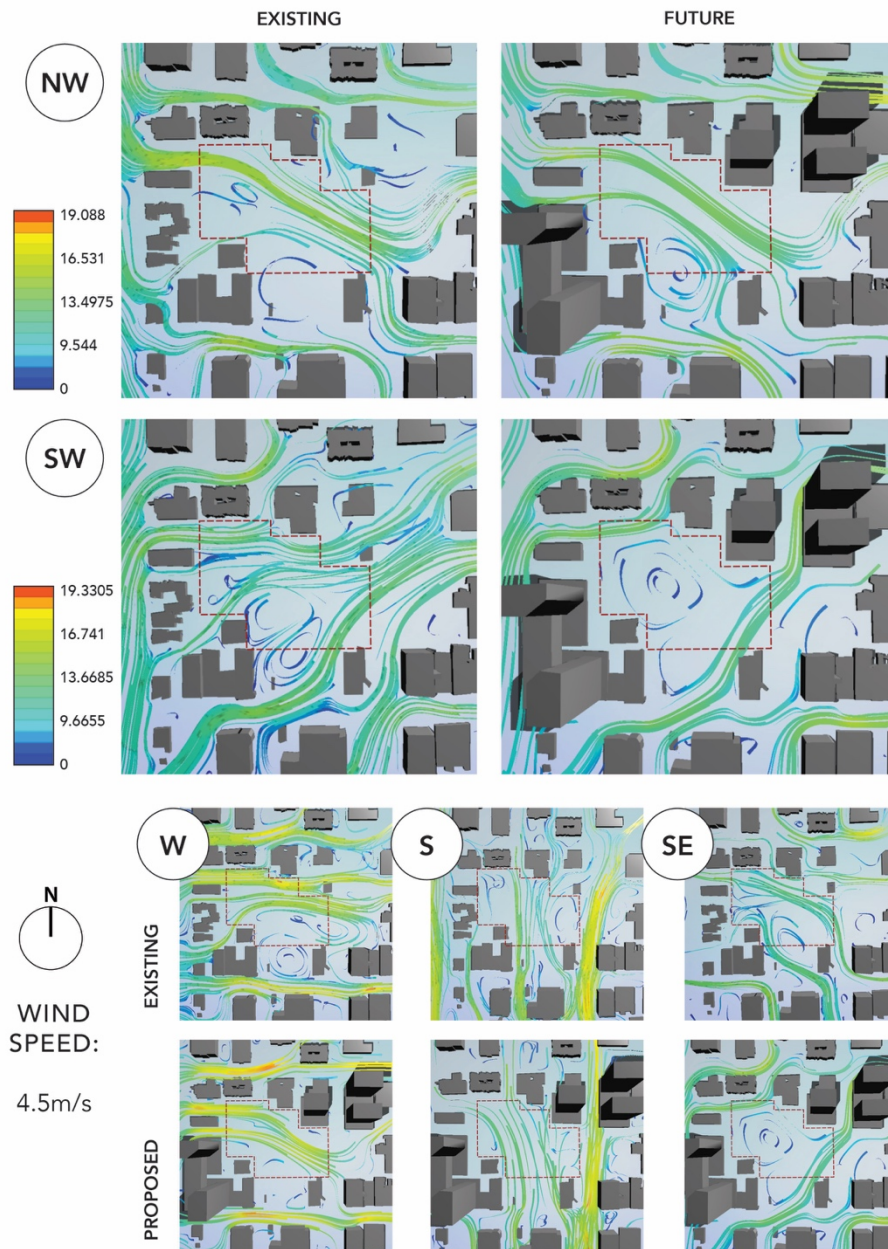 EXISTING
FUTURE
NW
19.088
16.531
13.4975
9.544
0
SW
19.3305
16.741
13.6685
9.6655
0
W
S
SE
N
EXISTING
WIND
SPEED:
4.5m/s
PROPOSED